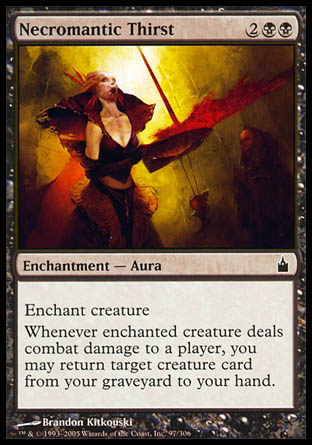 Necromantic Thirst 2
Enchantment — Aura
Enchant creature
Whenever enchanted creature deals
combat damage to a player, you
may return target creature card
from your graveyard to your hand.
Brandon Kitkouski
™ & © 1993-2005 Wizards of the Coast, Inc. 97/306